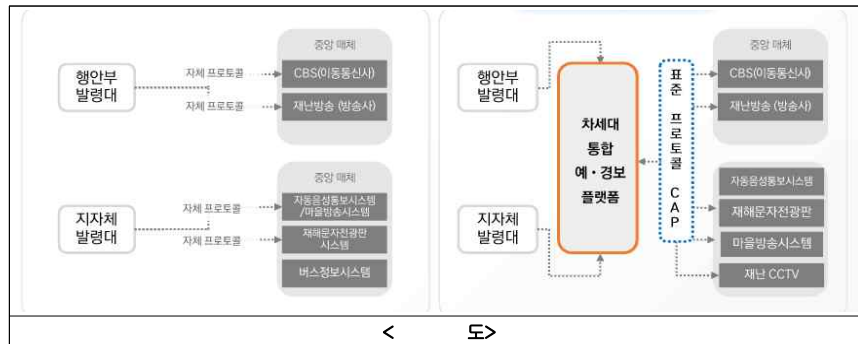 중앙 매체
행안부
발령대
자체 프로토콜
CBS(이동통신사)
자체 프로토콜
재난방송 (방송사)
중앙 매체
지자체
발령대
자체 프로토콜
자동음성통보시스템
/마을방송시스템
자체 프로토콜
재해문자전광판
시스템
버스정보시스템
행안부
발령대
지자체
발령대
차세대
통합
예·경보
플랫폼
표준 프로토콜 CAP
중앙 매체
CBS(이동통신사)
재난방송 (방송사)
자동음성통보시스템
재해문자전광판
마을방송시스템
재난 CCTV
< 도>